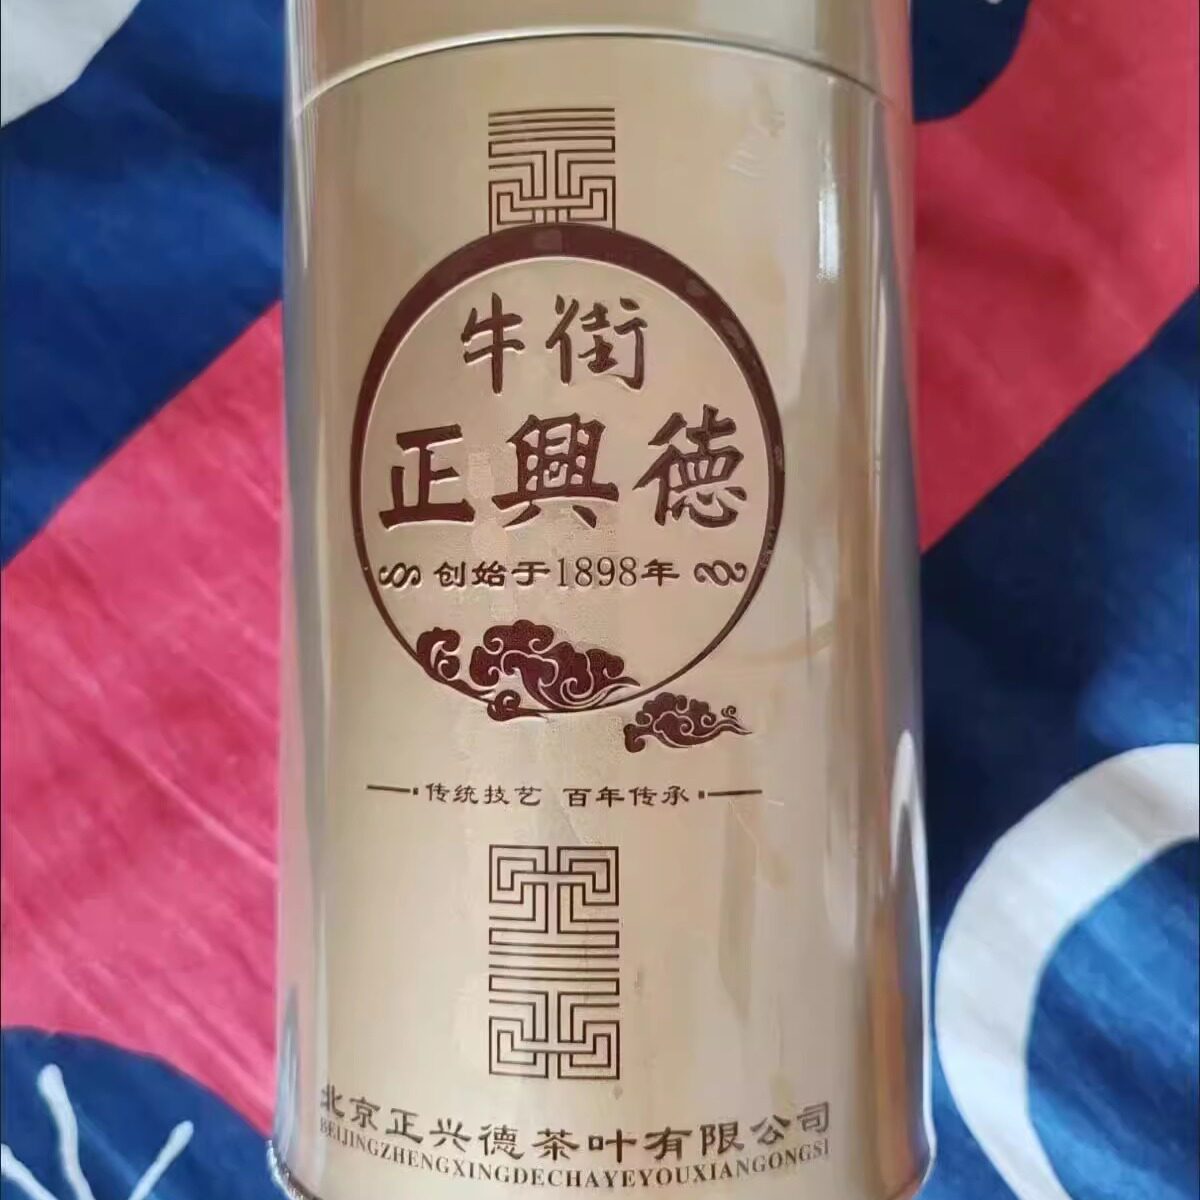 牛街
正興德
创始于1898年
传统技艺 百年传承
北京正兴德茶叶有限公司
BEIJINGZHENGXINGDECHAYEYOUXIANGONGSI